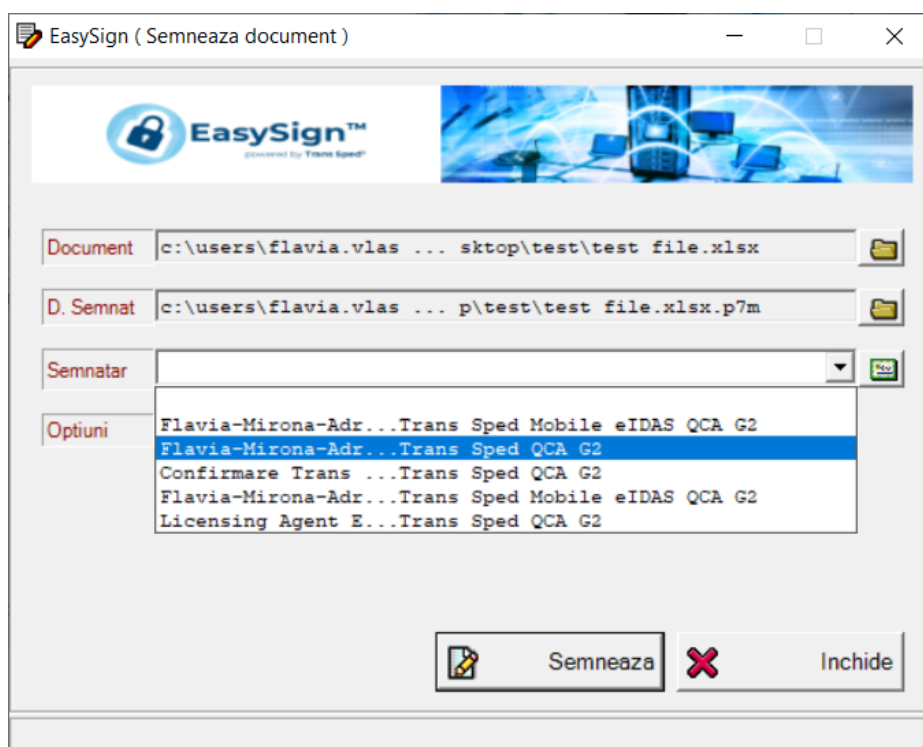 EasySign ( Semneaza document )
EasySign™
powered by Trans Sped®
Document c:\users\flavia.vlas ... sktop\test\test file.xlsx
D. Semnat c:\users\flavia.vlas ... p\test\test file.xlsx.p7m
Semnatar
Optiuni
Flavia-Mirona-Adr...Trans Sped Mobile eIDAS QCA G2
Flavia-Mirona-Adr...Trans Sped QCA G2
Confirmare Trans ...Trans Sped QCA G2
Flavia-Mirona-Adr...Trans Sped Mobile eIDAS QCA G2
Licensing Agent E...Trans Sped QCA G2
Semneaza Inchide